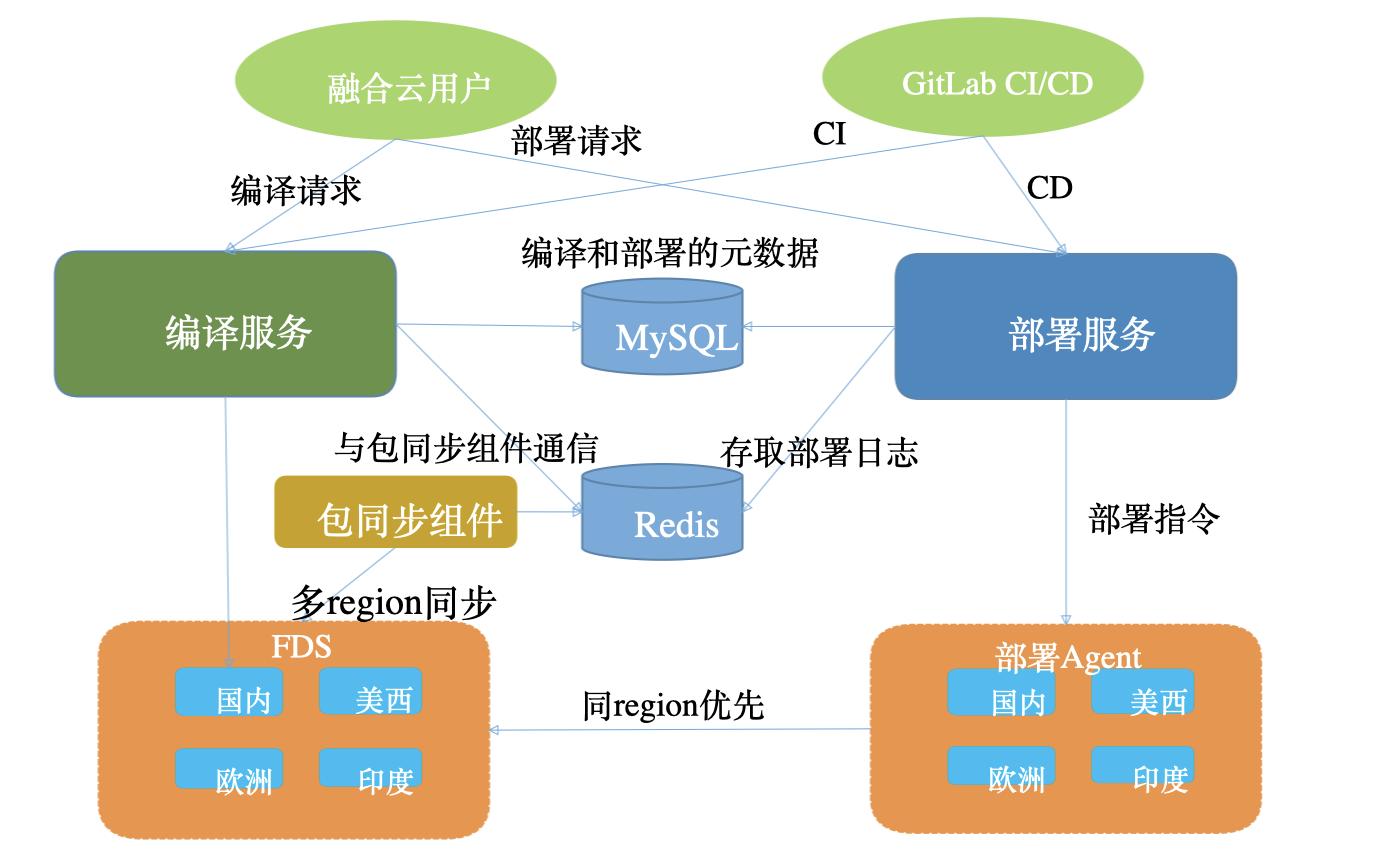 融合云用户
GitLab CI/CD
部署请求
CI
编译请求
CD
编译和部署的元数据
编译服务
MySQL
部署服务
与包同步组件通信
存取部署日志
包同步组件
Redis
部署指令
多region同步
FDS
部署Agent
国内
美西
同region优先
国内
美西
欧洲
印度
欧洲
印度